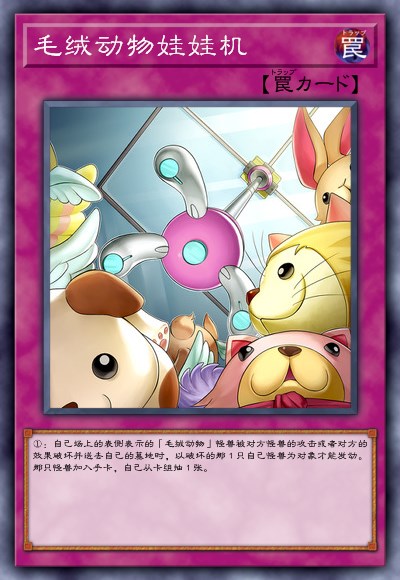 毛绒动物娃娃机
トラップ
罠
トラップ
【罠カード】
①：自己场上的表侧表示的「毛绒动物」怪兽被对方怪兽的攻击或者对方的
效果破坏并送去自己的墓地时，以破坏的那１只自己怪兽为对象才能发动。
那只怪兽加入手卡，自己从卡组抽１张。